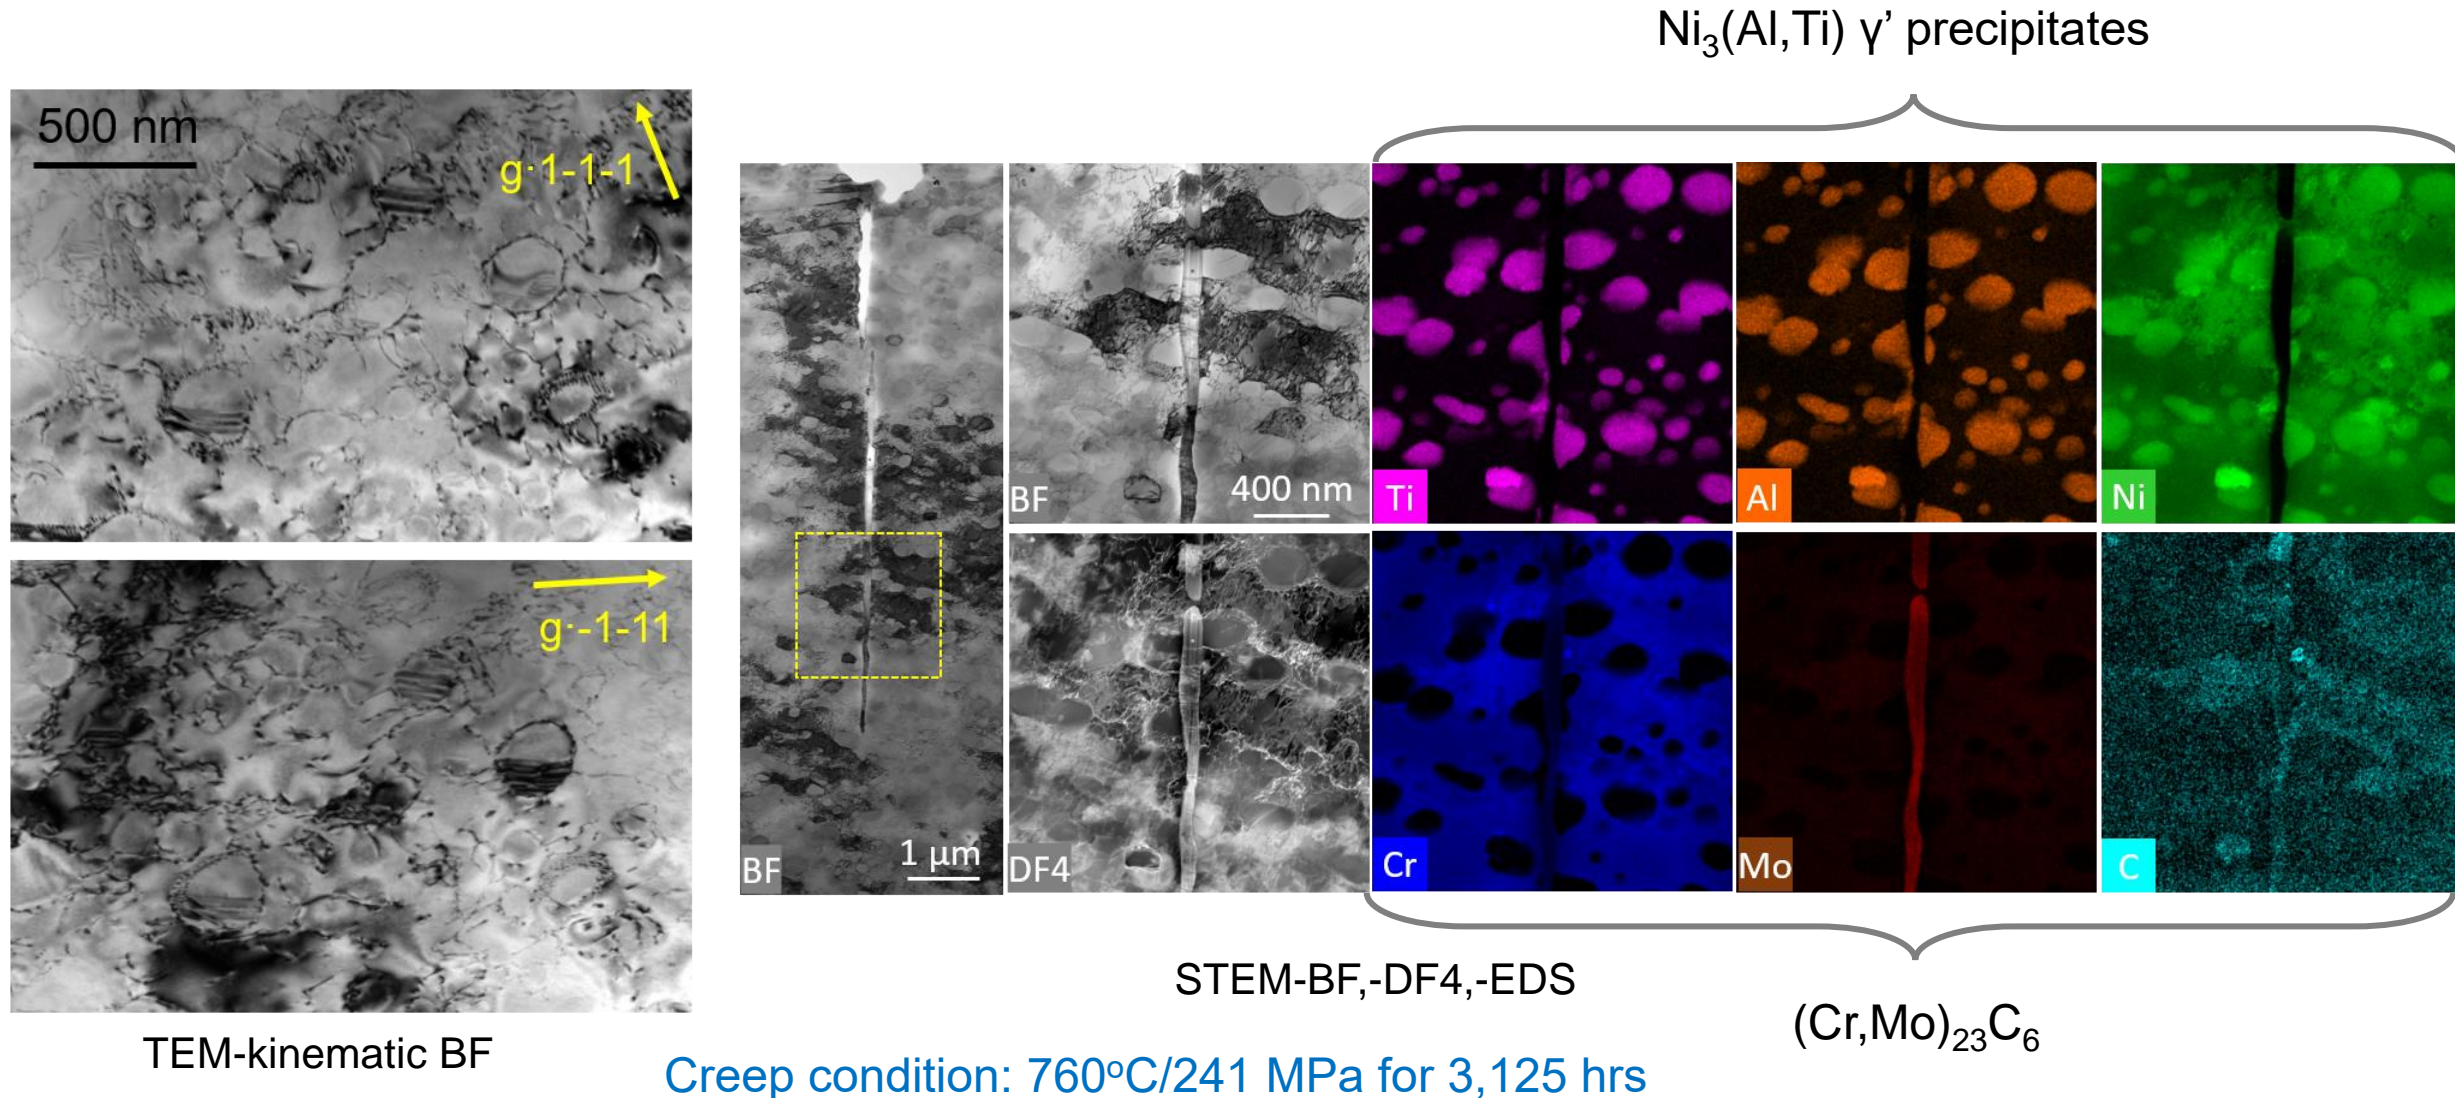 Ni₃(Al,Ti) γ’ precipitates
500 nm
g·1-1-1
g·-1-11
TEM-kinematic BF
BF
1 µm
BF
400 nm
Ti
Al
Ni
DF4
Cr
Mo
C
STEM-BF,-DF4,-EDS
(Cr,Mo)₂₃C₆
Creep condition: 760ºC/241 MPa for 3,125 hrs